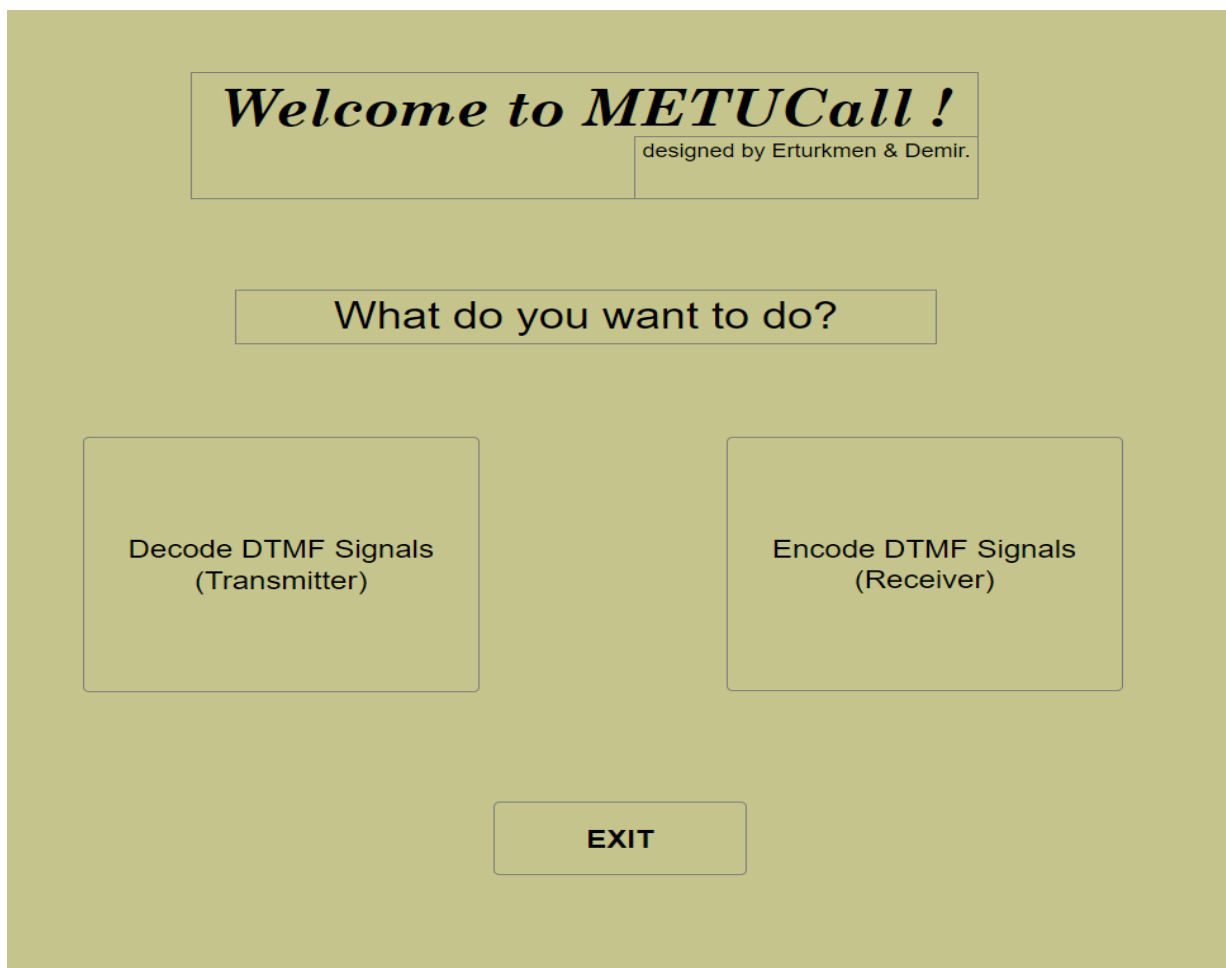 Welcome to METUCall !
designed by Erturkmen & Demir.
What do you want to do?
Decode DTMF Signals
(Transmitter)
Encode DTMF Signals
(Receiver)
EXIT